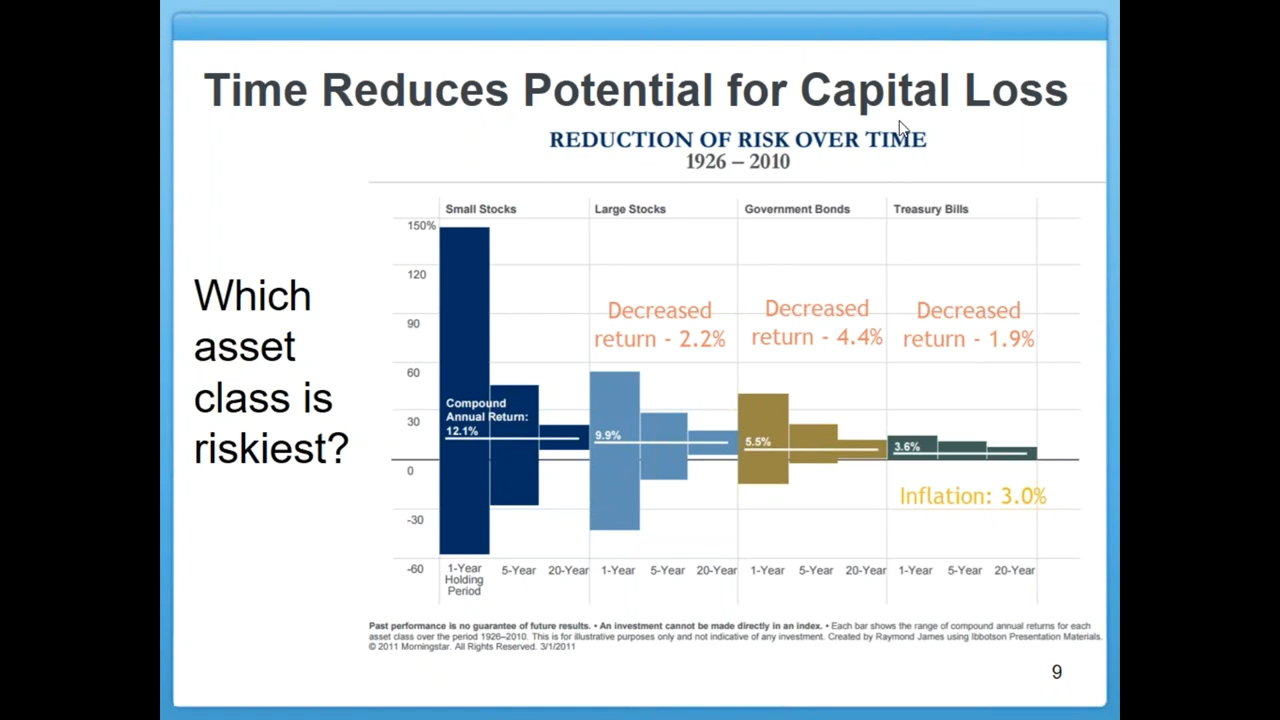 Time Reduces Potential for Capital Loss
REDUCTION OF RISK OVER TIME
1926 – 2010
Which
asset
class is
riskiest?
Small Stocks
Large Stocks
Government Bonds
Treasury Bills
150%
120
90
60
30
0
-30
-60
Compound
Annual Return:
12.1%
9.9%
5.5%
3.6%
Decreased
return - 2.2%
Decreased
return - 4.4%
Decreased
return - 1.9%
Inflation: 3.0%
1-Year
Holding
Period
5-Year
20-Year
1-Year
5-Year
20-Year
1-Year
5-Year
20-Year
1-Year
5-Year
20-Year
Past performance is no guarantee of future results. • An investment cannot be made directly in an index. • Each bar shows the range of compound annual returns for each
asset class over the period 1926–2010. This is for illustrative purposes only and not indicative of any investment. Created by Raymond James using Ibbotson Presentation Materials.
© 2011 Morningstar. All Rights Reserved. 3/1/2011
9